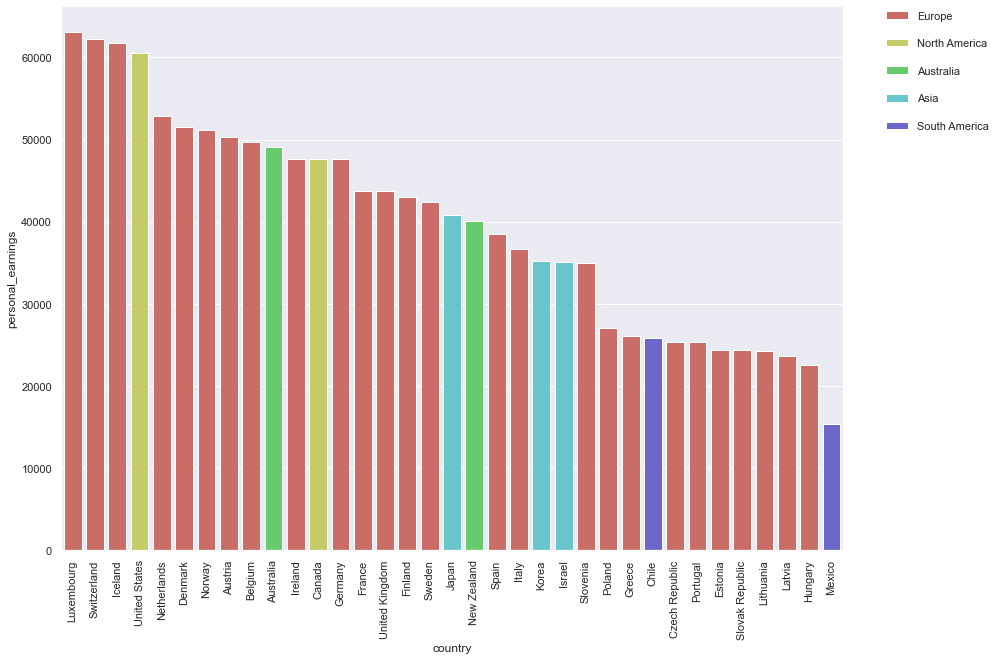 Europe
North America
Australia
Asia
South America
60000
50000
40000
30000
20000
10000
0
personal_earnings
Luxembourg
Switzerland
Iceland
United States
Netherlands
Denmark
Norway
Austria
Belgium
Australia
Ireland
Canada
Germany
France
United Kingdom
Finland
Sweden
Japan
New Zealand
Spain
Italy
Korea
Israel
Slovenia
Poland
Greece
Chile
Czech Republic
Portugal
Estonia
Slovak Republic
Lithuania
Latvia
Hungary
Mexico
country